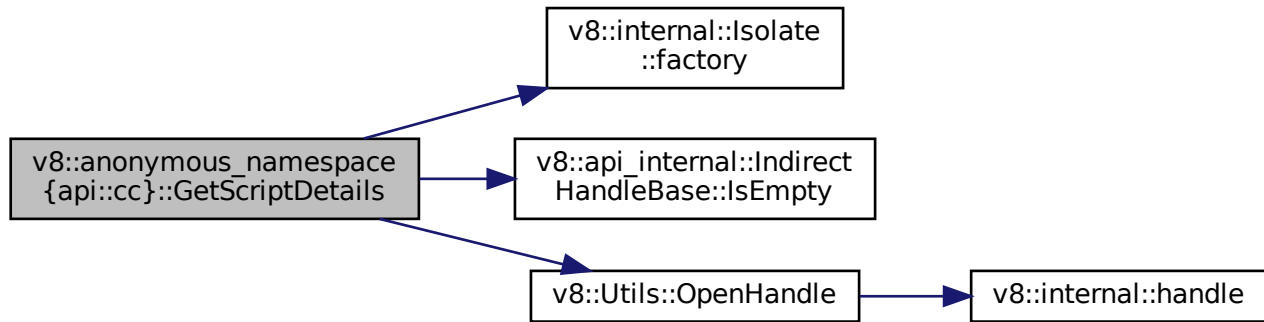 v8::internal::Isolate
::factory
v8::anonymous_namespace
{api::cc}::GetScriptDetails
v8::api_internal::Indirect
HandleBase::IsEmpty
v8::Utils::OpenHandle
v8::internal::handle